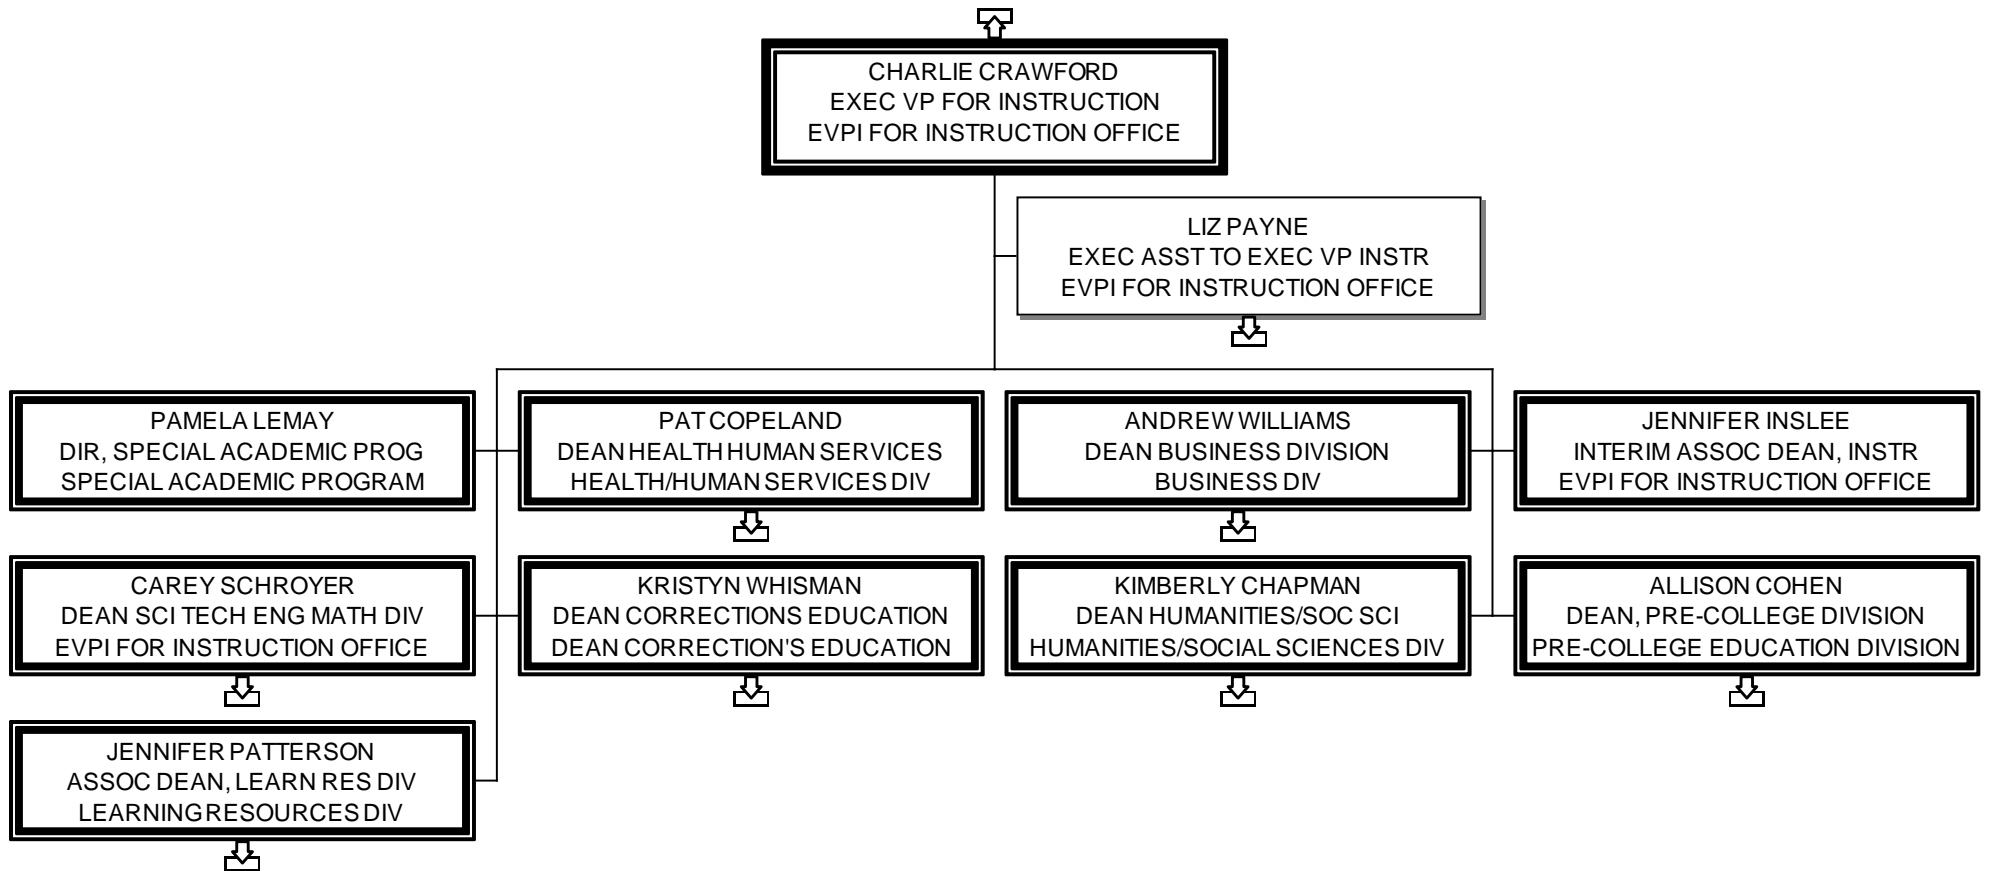 CHARLIE CRAWFORD
EXEC VP FOR INSTRUCTION
EVPI FOR INSTRUCTION OFFICE
LIZ PAYNE
EXEC ASST TO EXEC VP INSTR
EVPI FOR INSTRUCTION OFFICE
PAMELA LEMAY
DIR, SPECIAL ACADEMIC PROG
SPECIAL ACADEMIC PROGRAM
PAT COPELAND
DEAN HEALTH HUMAN SERVICES
HEALTH/HUMAN SERVICES DIV
ANDREW WILLIAMS
DEAN BUSINESS DIVISION
BUSINESS DIV
JENNIFER INSLEE
INTERIM ASSOC DEAN, INSTR
EVPI FOR INSTRUCTION OFFICE
CAREY SCHROYER
DEAN SCI TECH ENG MATH DIV
EVPI FOR INSTRUCTION OFFICE
KRISTYN WHISMAN
DEAN CORRECTIONS EDUCATION
DEAN CORRECTION'S EDUCATION
KIMBERLY CHAPMAN
DEAN HUMANITIES/SOC SCI
HUMANITIES/SOCIAL SCIENCES DIV
ALLISON COHEN
DEAN, PRE-COLLEGE DIVISION
PRE-COLLEGE EDUCATION DIVISION
JENNIFER PATTERSON
ASSOC DEAN, LEARN RES DIV
LEARNING RESOURCES DIV